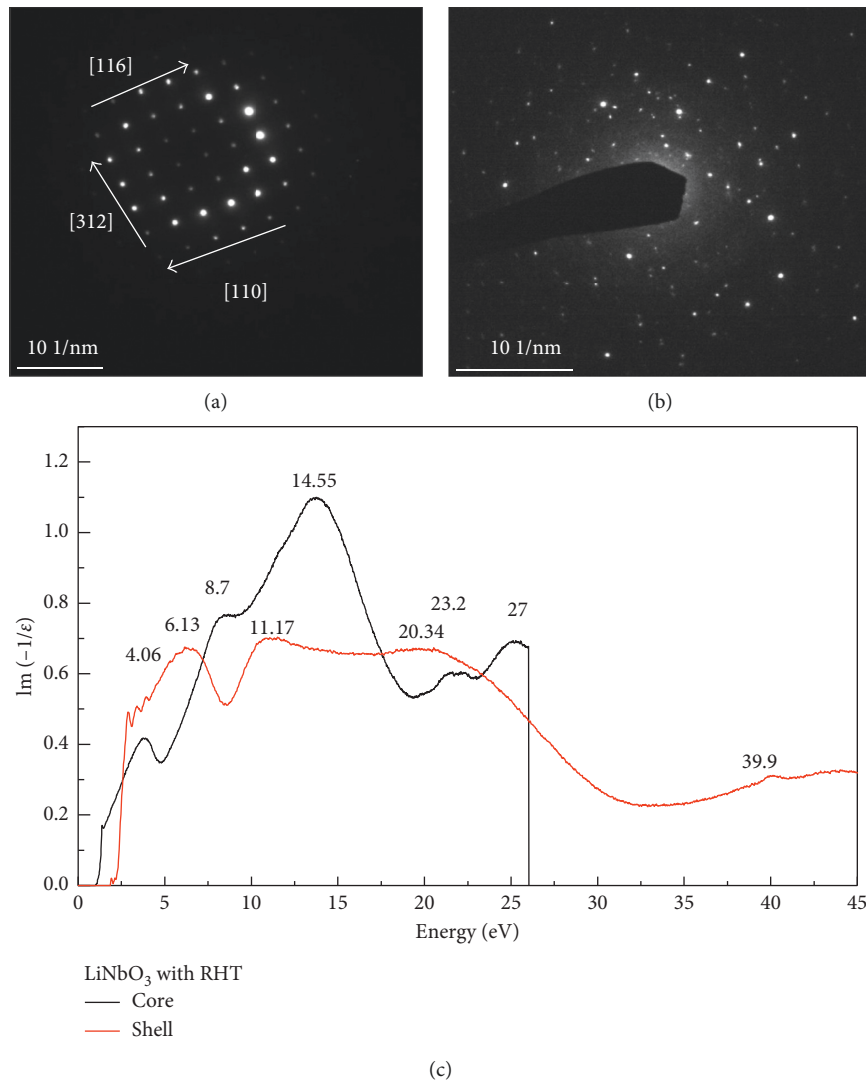 [116]
[312]
[110]
10 1/nm
10 1/nm
(a)
(b)
1.2
1.0
0.8
0.6
0.4
0.2
0.0
Im (−1/ε)
14.55
8.7
6.13
4.06
11.17
20.34
23.2
27
39.9
0 5 10 15 20 25 30 35 40 45
Energy (eV)
LiNbO₃ with RHT
Core
Shell
(c)